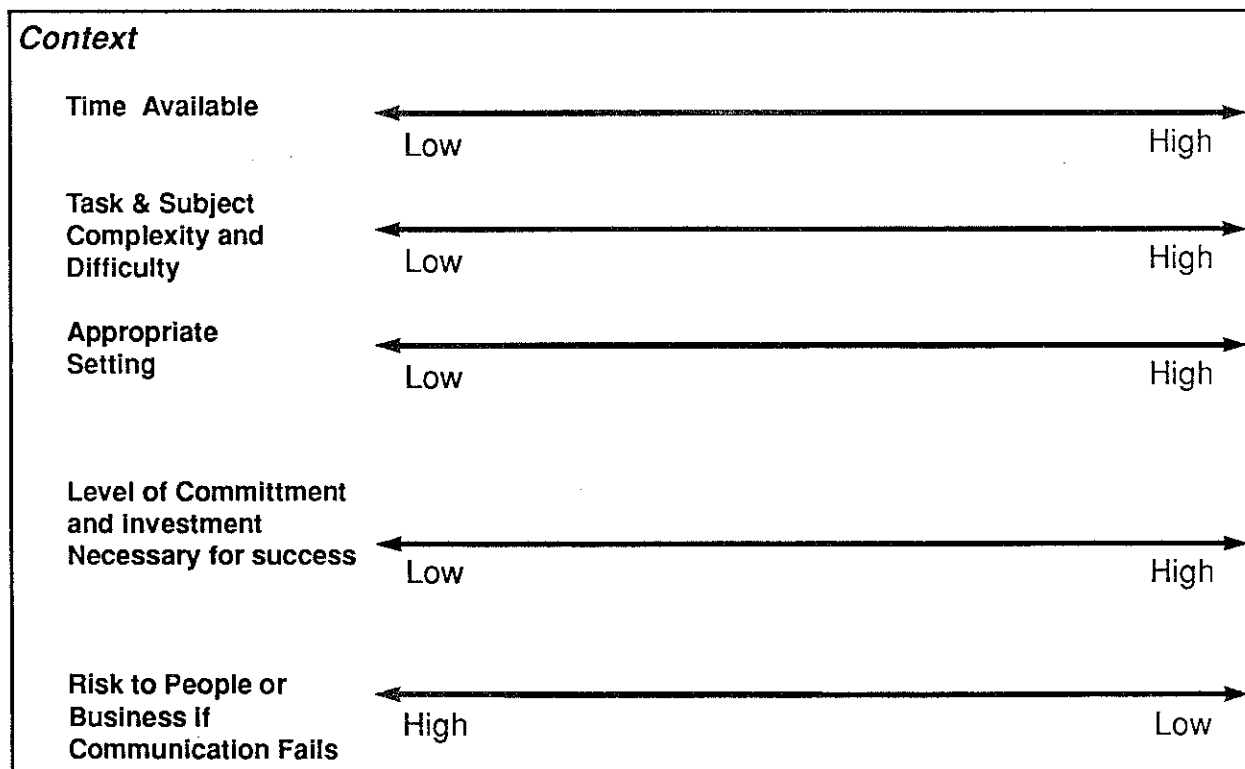 Context
Time Available
Low High
Task & Subject
Complexity and
Difficulty
Low High
Appropriate
Setting
Low High
Level of Committment
and investment
Necessary for success
Low High
Risk to People or
Business if
Communication Fails
High Low